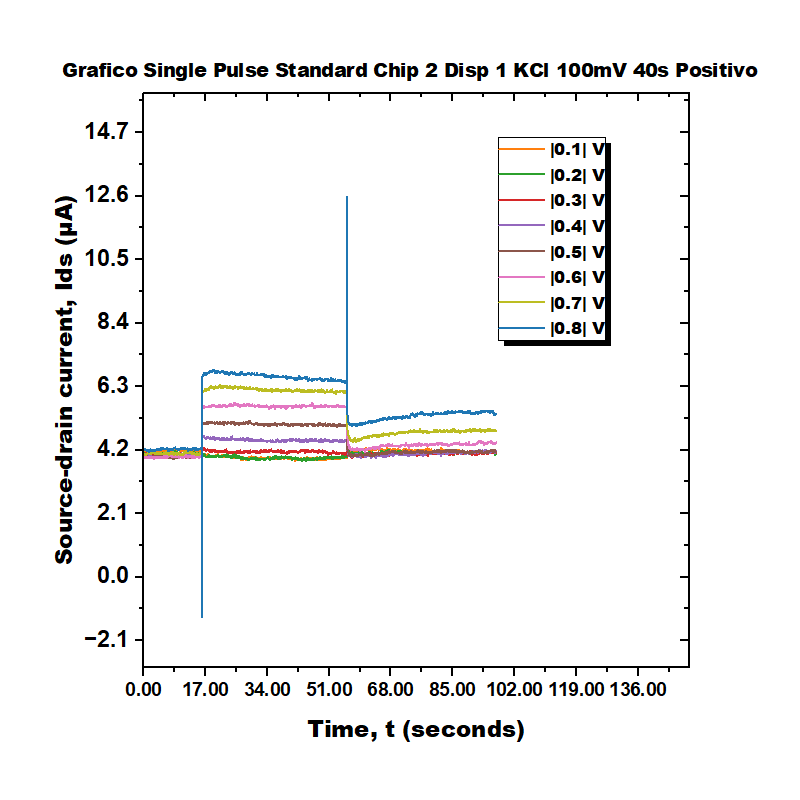 Grafico Single Pulse Standard Chip 2 Disp 1 KCl 100mV 40s Positivo
|0.1| V
|0.2| V
|0.3| V
|0.4| V
|0.5| V
|0.6| V
|0.7| V
|0.8| V
Source-drain current, Ids (µA)
14.7
12.6
10.5
8.4
6.3
4.2
2.1
0.0
−2.1
0.00 17.00 34.00 51.00 68.00 85.00 102.00 119.00 136.00
Time, t (seconds)